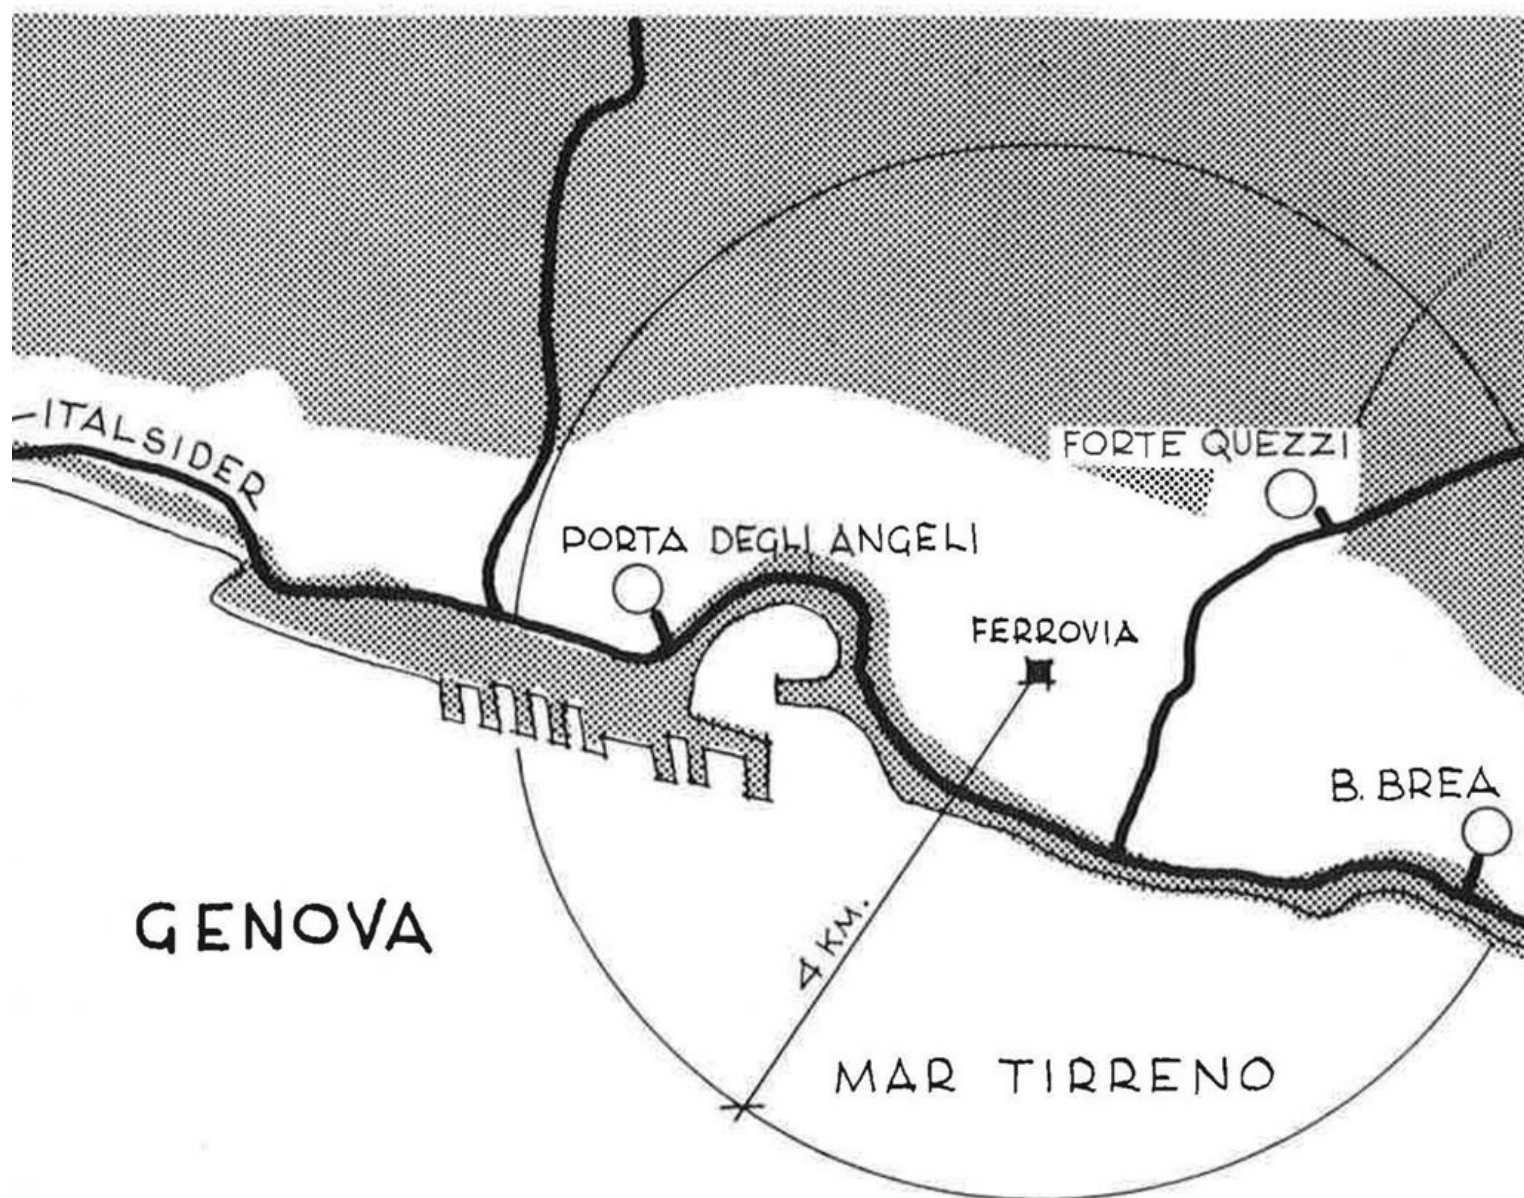 ITALSIDER
FORTE QUEZZI
PORTA DEGLI ANGELI
FERROVIA
B. BREA
GENOVA
4 KM.
MAR TIRRENO